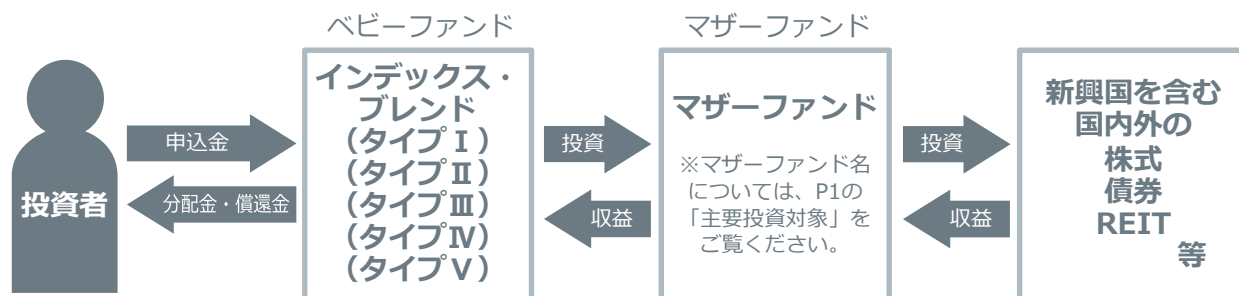 ベビーファンド
マザーファンド
投資者
申込金
分配金・償還金
インデックス・
ブレンド
（タイプⅠ）
（タイプⅡ）
（タイプⅢ）
（タイプⅣ）
（タイプⅤ）
投資
収益
マザーファンド
※マザーファンド名
については、P1の
「主要投資対象」を
ご覧ください。
投資
収益
新興国を含む
国内外の
株式
債券
REIT
等